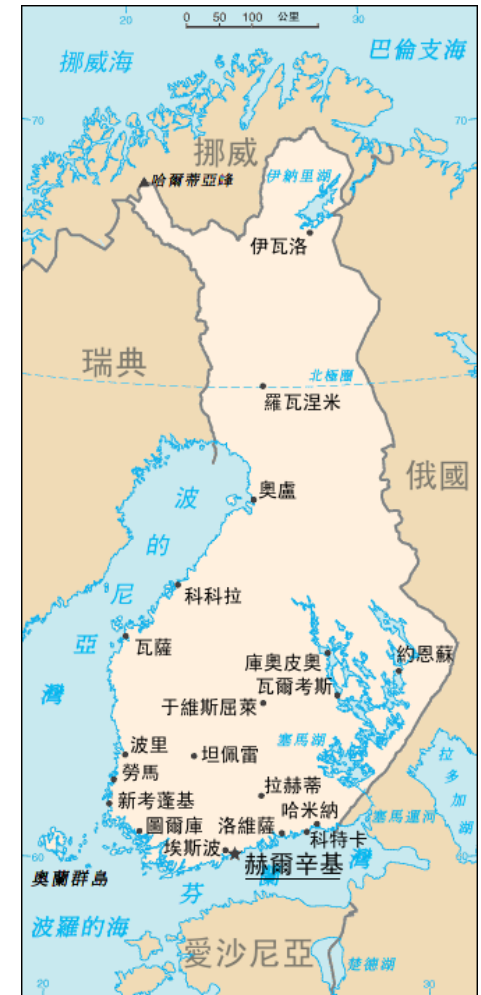 20
0 50 100 公里
30
挪威海
巴倫支海
70
70
挪威
哈爾蒂亞峰
伊納里湖
伊瓦洛
瑞典
北極圈
羅瓦涅米
俄國
奧盧
波的尼亞灣
科科拉
瓦薩
庫奧皮奧
約恩蘇
瓦爾考斯
于維斯屈萊
波里
坦佩雷
塞馬湖
拉多加湖
勞馬
拉赫蒂
新考蓬基
哈米納
塞馬運河
圖爾庫
洛維薩
科特卡
埃斯波
赫爾辛基
60
60
奧蘭群島
芬蘭灣
波羅的海
愛沙尼亞
楚德湖
20
30